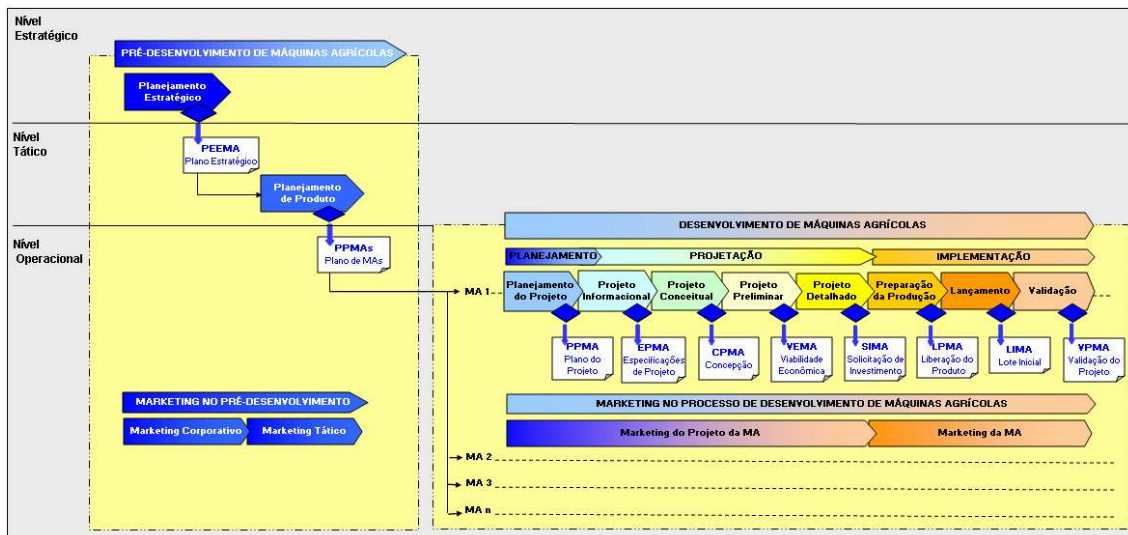 Nível
Estratégico
PRÉ-DESENVOLVIMENTO DE MÁQUINAS AGRÍCOLAS
Planejamento
Estratégico
Nível
Tático
PEEMA
Plano Estratégico
Planejamento
de Produto
Nível
Operacional
PPMAs
Plano de MAs
DESENVOLVIMENTO DE MÁQUINAS AGRÍCOLAS
PLANEJAMENTO
PROJETAÇÃO
IMPLEMENTAÇÃO
MA 1
Planejamento
do Projeto
Projeto
Informacional
Projeto
Conceitual
Projeto
Preliminar
Projeto
Detalhado
Preparação
da Produção
Lançamento
Validação
PPMA
Plano do
Projeto
EPMA
Especificações
de Projeto
CPMA
Concepção
VEMA
Viabilidade
Econômica
SIMA
Solicitação de
Investimento
LPMA
Liberação do
Produto
LIMA
Lote Inicial
VPMA
Validação do
Projeto
MARKETING NO PRÉ-DESENVOLVIMENTO
Marketing Corporativo
Marketing Tático
MARKETING NO PROCESSO DE DESENVOLVIMENTO DE MÁQUINAS AGRÍCOLAS
Marketing do Projeto da MA
Marketing da MA
MA 2
MA 3
MA n